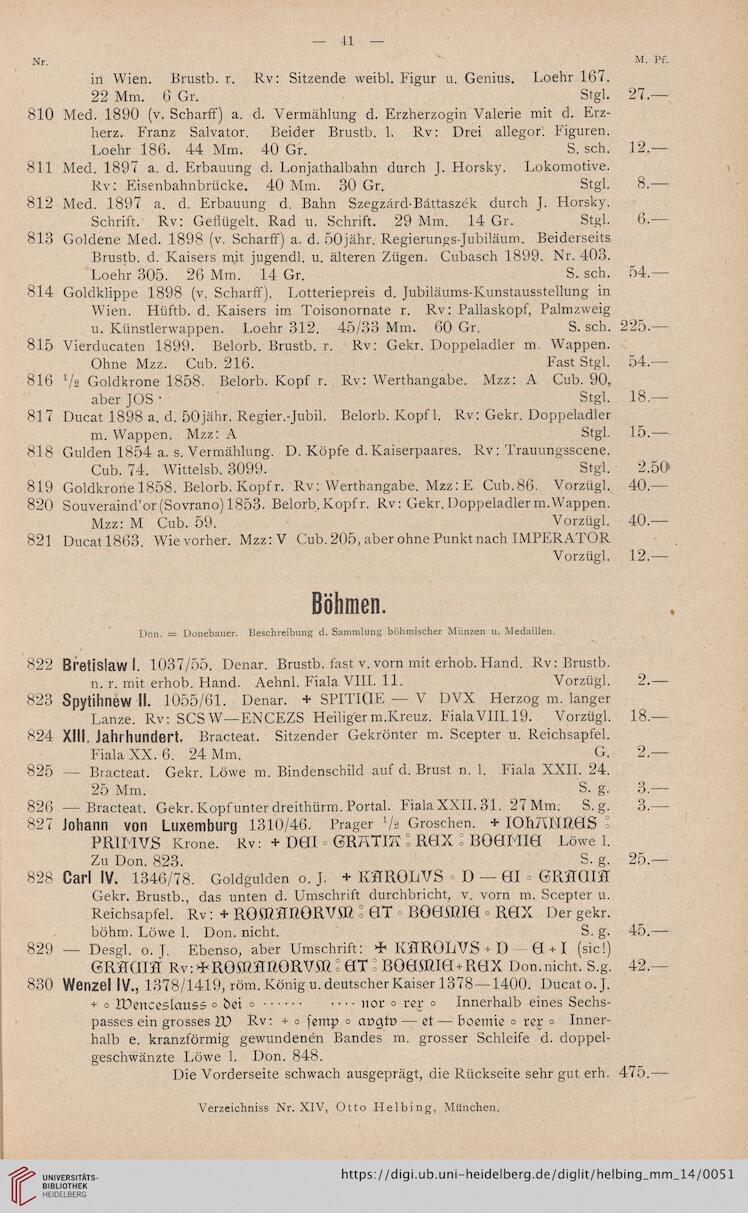 — 41 —
Nr. M. Pf.
in Wien. Brustb. r. Rv: Sitzende weibl. Figur u. Genius. Loehr 167.
22 Mm. 6 Gr. Stgl. 27.—
810 Med. 1890 (v. Scharff) a. d. Vermählung d. Erzherzogin Valerie mit d. Erz-
herz. Franz Salvator. Beider Brustb. l. Rv: Drei allegor. Figuren.
Loehr 186. 44 Mm. 40 Gr. S. sch. 12.—
811 Med. 1897 a. d. Erbauung d. Lonjathalbahn durch J. Horsky. Lokomotive.
Rv: Eisenbahnbrücke. 40 Mm. 30 Gr. Stgl. 8.—
812 Med. 1897 a. d. Erbauung d. Bahn Szegzárd-Báttaszék durch J. Horsky.
Schrift. Rv: Geflügelt. Rad u. Schrift. 29 Mm. 14 Gr. Stgl. 6.—
813 Goldene Med. 1898 (v. Scharff) a. d. 50jähr. Regierungs-Jubiläum. Beiderseits
Brustb. d. Kaisers mit jugendl. u. älteren Zügen. Cubasch 1899. Nr. 403.
Loehr 305. 26 Mm. 14 Gr. S. sch. 54.—
814 Goldklippe 1898 (v. Scharff). Lotteriepreis d. Jubiläums-Kunstausstellung in
Wien. Hüftb. d. Kaisers im Toisonornate r. Rv: Pallaskopf, Palmzweig
u. Künstlerwappen. Loehr 312. 45/33 Mm. 60 Gr. S. sch. 225.—
815 Vierducaten 1899. Belorb. Brustb. r. Rv: Gekr. Doppeladler m. Wappen.
Ohne Mzz. Cub. 216. Fast Stgl. 54.—
816 1/2 Goldkrone 1858. Belorb. Kopf r. Rv: Werthangabe. Mzz: A Cub. 90,
aber JOS · Stgl. 18.—
817 Ducat 1898 a. d. 50jähr. Regier.-Jubil. Belorb. Kopf l. Rv: Gekr. Doppeladler
m. Wappen. Mzz: A Stgl. 15.—
818 Gulden 1854 a. s. Vermählung. D. Köpfe d. Kaiserpaares. Rv: Trauungsscene.
Cub. 74. Wittelsb. 3099. Stgl. 2.50
819 Goldkrone 1858. Belorb. Kopf r. Rv: Werthangabe. Mzz: E Cub. 86. Vorzügl. 40.—
820 Souveraind'or (Sovrano) 1853. Belorb. Kopf r. Rv: Gekr. Doppeladler m. Wappen.
Mzz: M Cub. 59. Vorzügl. 40.—
821 Ducat 1863. Wie vorher. Mzz: V Cub. 205, aber ohne Punkt nach IMPERATOR
Vorzügl. 12.—
Böhmen.
Don. = Donebauer. Beschreibung d. Sammlung böhmischer Münzen u. Medaillen.
822 Bretislaw I. 1037/55. Denar. Brustb. fast v. vorn mit erhob. Hand. Rv: Brustb.
n. r. mit erhob. Hand. Aehnl. Fiala VIII. 11. Vorzügl. 2.—
823 Spytihněw II. 1055/61. Denar. + SPITIGE — V DVX Herzog m. langer
Lanze. Rv: SCS W—ENCEZS Heiliger m. Kreuz. Fiala VIII. 19. Vorzügl. 18.—
824 XIII. Jahrhundert. Bracteat. Sitzender Gekrönter m. Scepter u. Reichsapfel.
Fiala XX. 6. 24 Mm. G. 2.—
825 — Bracteat. Gekr. Löwe m. Bindenschild auf d. Brust n. l. Fiala XXII. 24.
25 Mm. S. g. 3.—
826 — Bracteat. Gekr. Kopf unter dreithürm. Portal. Fiala XXII. 31. 27 Mm. S. g. 3.—
827 Johann von Luxemburg 1310/46. Prager 1/2 Groschen. + IOHANNES ⦂
PRIMVS Krone. Rv: + DEI ∘ GRATIA ⦂ REX ⦂ BOEMIE Löwe l.
Zu Don. 823. S. g. 25.—
828 Carl IV. 1346/78. Goldgulden o. J. + KAROLVS ∘ D — EI ∘ GRACIA
Gekr. Brustb., das unten d. Umschrift durchbricht, v. vorn m. Scepter u.
Reichsapfel. Rv: + ROMANORVM ⦂ ET ∘ BOEMIE ∘ REX Der gekr.
böhm. Löwe l. Don. nicht. S. g. 45.—
829 — Desgl. o. J. Ebenso, aber Umschrift: ✠ KAROLVS + D — E + I (sic!)
GRACIA Rv: ✠ ROMANORVM ⦂ ET ⦂ BOEMIE + REX Don. nicht. S. g. 42.—
830 Wenzel IV., 1378/1419, röm. König u. deutscher Kaiser 1378—1400. Ducat o. J.
+ ∘ Wenceslauss ∘ dei ∘ ······ ···· nor ∘ rex ∘ Innerhalb eines Sechs-
passes ein grosses W Rv: + ∘ semp ∘ avgtv — et — boemie ∘ rex ∘ Inner-
halb e. kranzförmig gewundenen Bandes m. grosser Schleife d. doppel-
geschwänzte Löwe l. Don. 848.
Die Vorderseite schwach ausgeprägt, die Rückseite sehr gut erh. 475.—
Verzeichniss Nr. XIV, Otto Helbing, München.
UNIVERSITÄTS-
BIBLIOTHEK
HEIDELBERG
https://digi.ub.uni-heidelberg.de/diglit/helbing_mm_14/0051